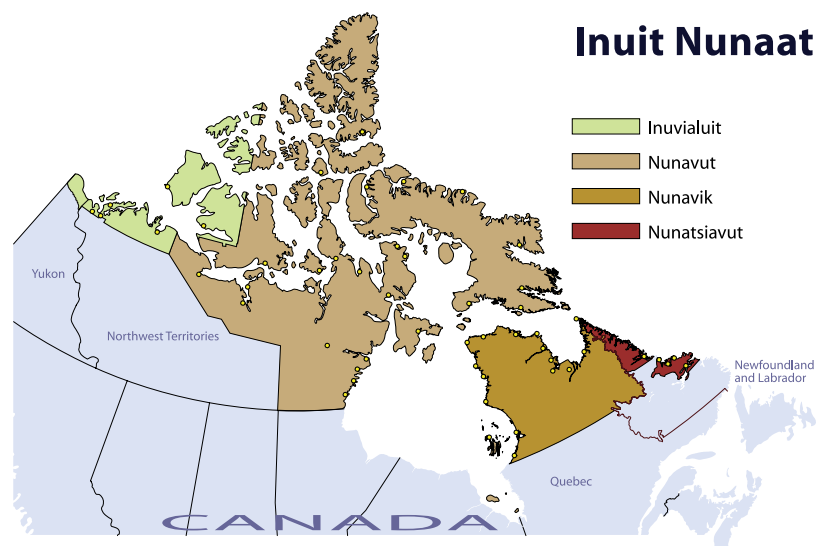 Inuit Nunaat
Inuvialuit
Nunavut
Nunavik
Nunatsiavut
Yukon
Northwest Territories
Newfoundland
and Labrador
Quebec
CANADA